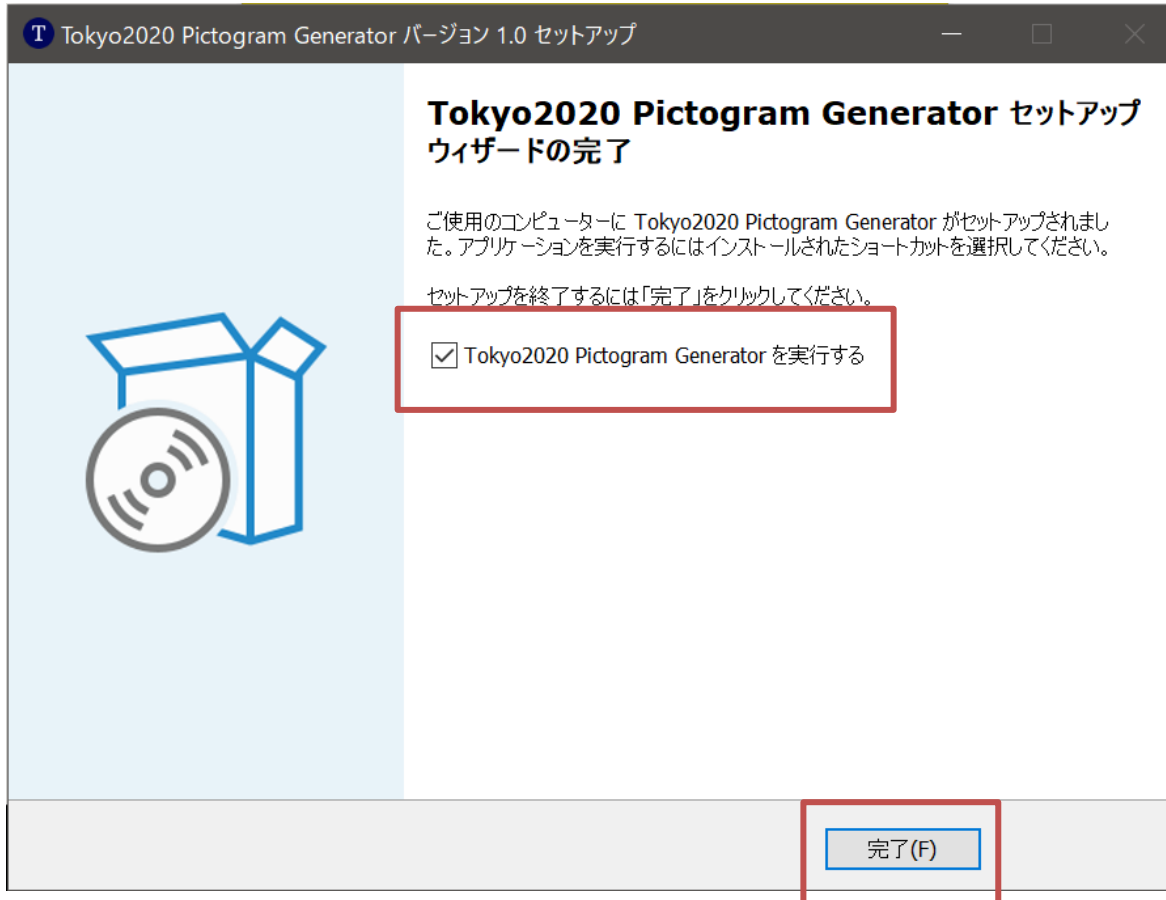 T Tokyo2020 Pictogram Generator バージョン 1.0 セットアップ
Tokyo2020 Pictogram Generator セットアップ
ウィザードの完了
ご使用のコンピューターに Tokyo2020 Pictogram Generator がセットアップされまし
た。アプリケーションを実行するにはインストールされたショートカットを選択してください。
セットアップを終了するには「完了」をクリックしてください。
Tokyo2020 Pictogram Generator を実行する
完了(F)